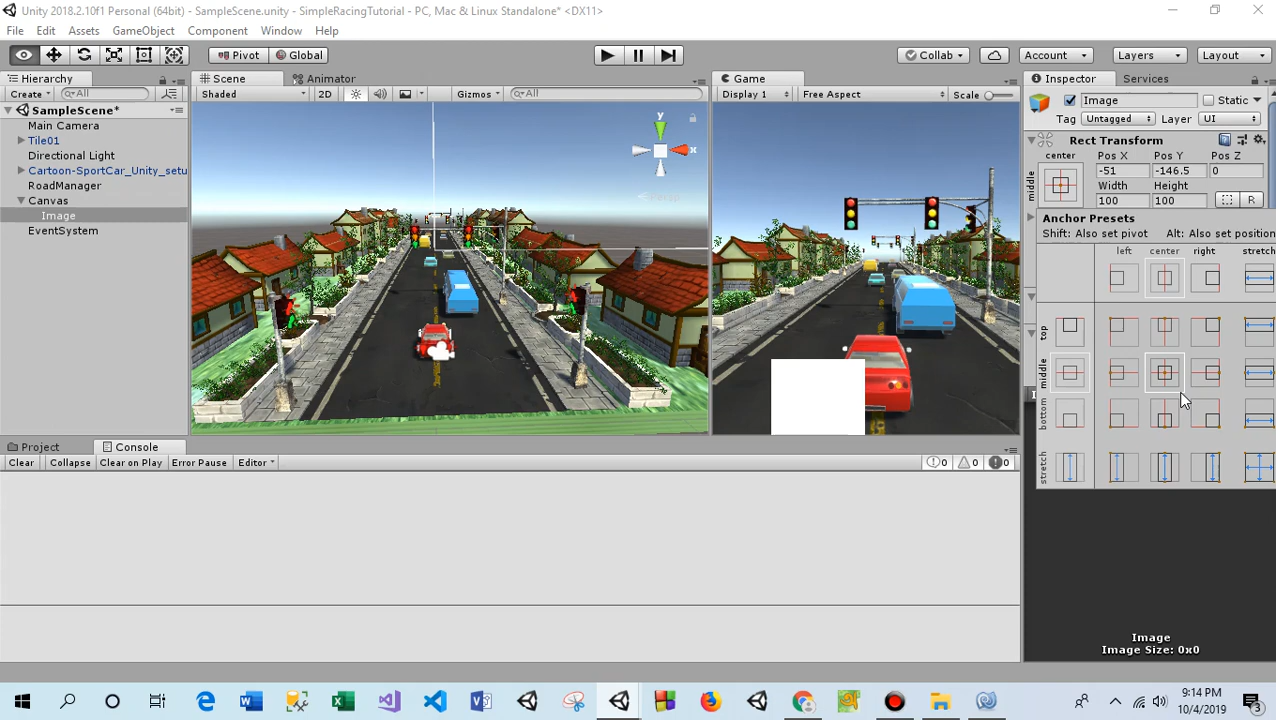 Unity 2018.2.10f1 Personal (64bit) - SampleScene.unity - SimpleRacingTutorial - PC, Mac & Linux Standalone* <DX11>
File Edit Assets GameObject Component Window Help
Pivot Global Collab Account Layers Layout
Hierarchy Scene Animator Game Inspector Services
Create All Shaded 2D Gizmos All Display 1 Free Aspect Scale Image Static
SampleScene*
Tag Untagged Layer UI
Main Camera
Tile01
Rect Transform
Directional Light
center Pos X Pos Y Pos Z
Cartoon-SportCar_Unity_setu
-51 -146.5 0
RoadManager
middle
Width Height
Canvas
100 100 R
Image
Anchor Presets
EventSystem
Shift: Also set pivot Alt: Also set position
left center right stretch
top
middle
bottom
stretch
y
x
Project Console
Clear Collapse Clear on Play Error Pause Editor 0 0 0
Image
Image Size: 0x0
9:14 PM
10/4/2019
3